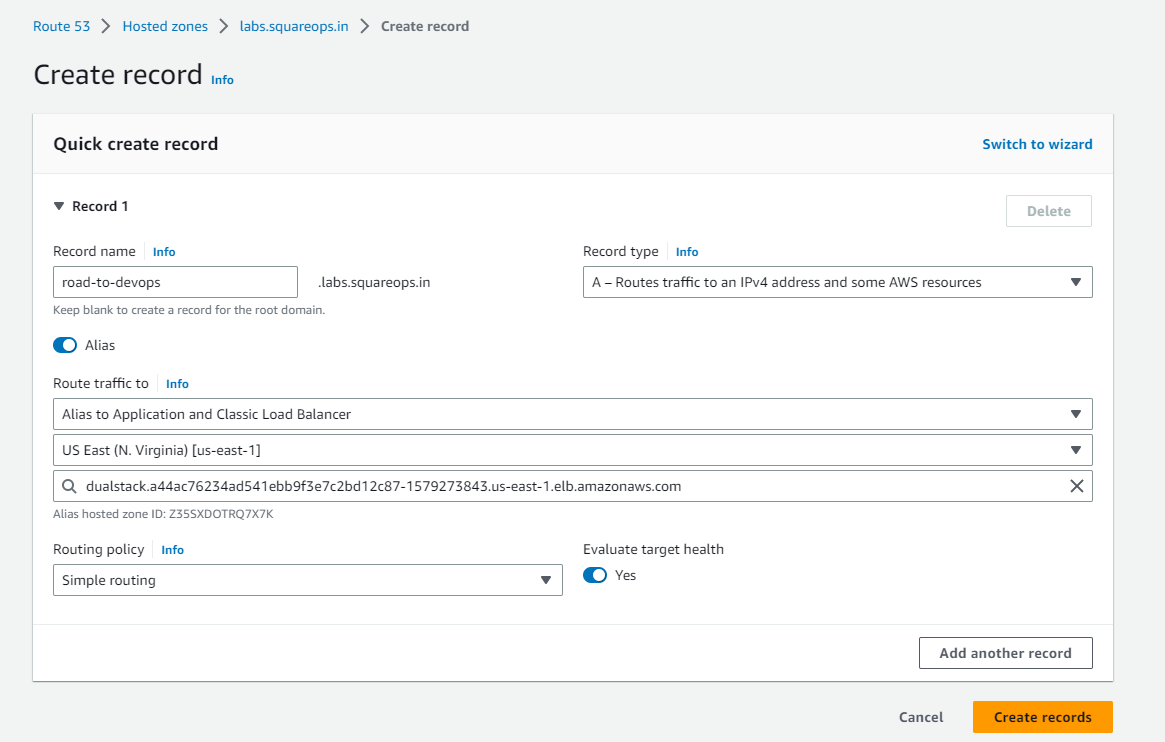 Route 53 > Hosted zones > labs.squareops.in > Create record
Create record Info
Quick create record Switch to wizard
Record 1 Delete
Record name Info Record type Info
road-to-devops .labs.squareops.in A – Routes traffic to an IPv4 address and some AWS resources
Keep blank to create a record for the root domain.
Alias
Route traffic to Info
Alias to Application and Classic Load Balancer
US East (N. Virginia) [us-east-1]
dualstack.a44ac76234ad541ebb9f3e7c2bd12c87-1579273843.us-east-1.elb.amazonaws.com
Alias hosted zone ID: Z35SXDOTRQ7X7K
Routing policy Info Evaluate target health
Simple routing Yes
Add another record
Cancel Create records